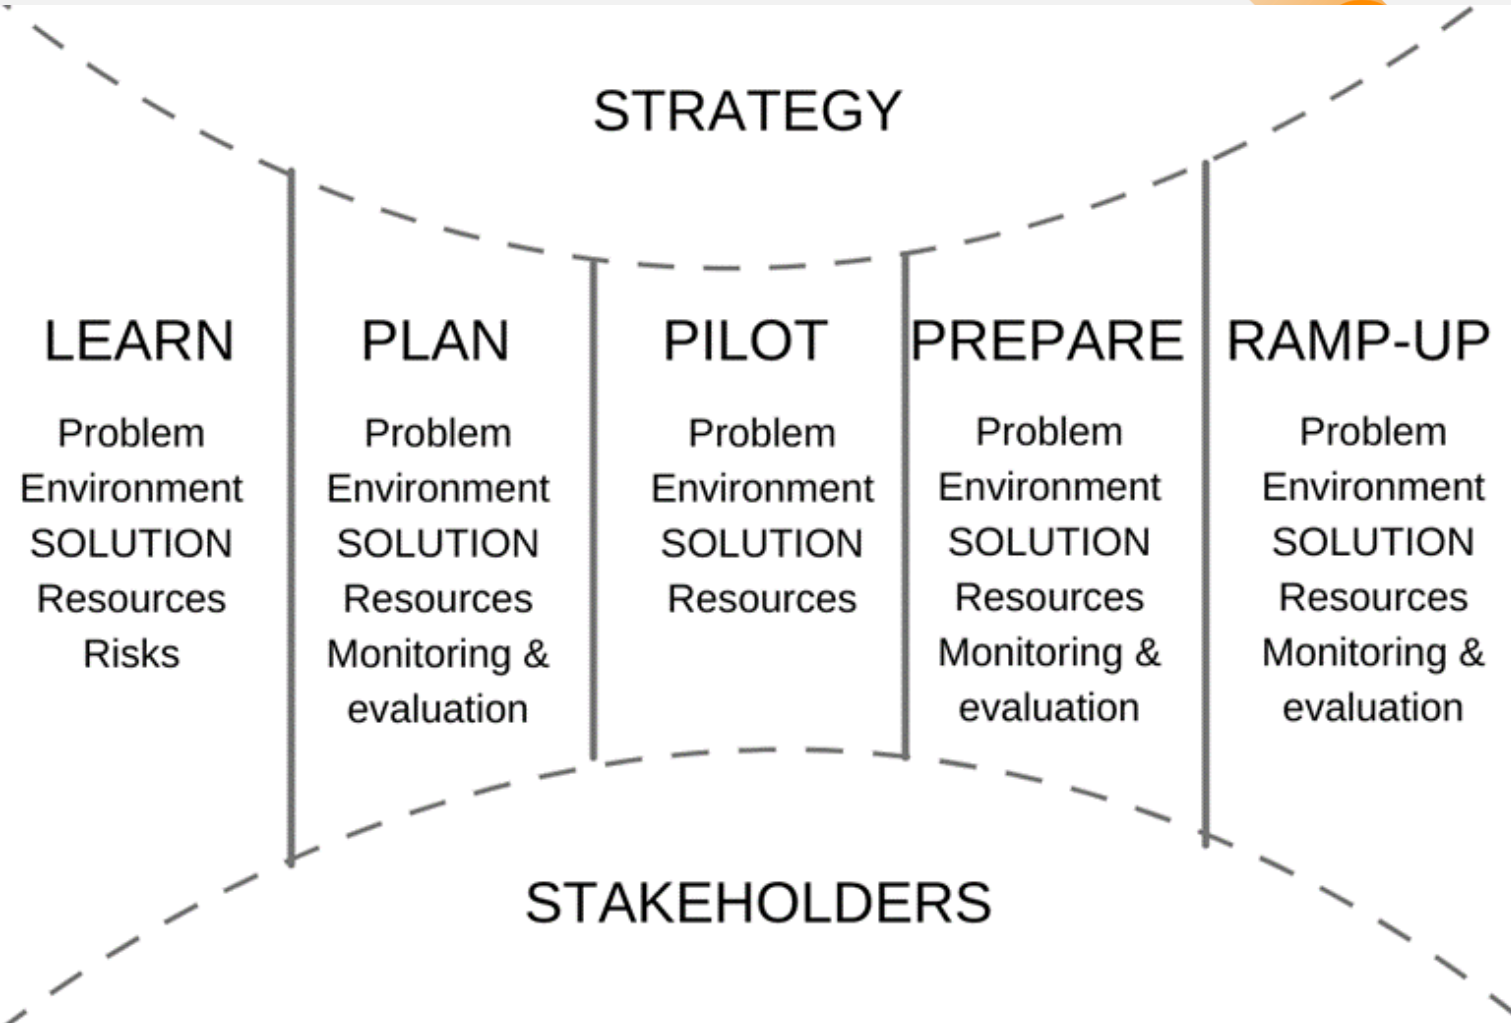 STRATEGY
LEARN
Problem
Environment
SOLUTION
Resources
Risks
PLAN
Problem
Environment
SOLUTION
Resources
Monitoring &
evaluation
PILOT
Problem
Environment
SOLUTION
Resources
PREPARE
Problem
Environment
SOLUTION
Resources
Monitoring &
evaluation
RAMP-UP
Problem
Environment
SOLUTION
Resources
Monitoring &
evaluation
STAKEHOLDERS